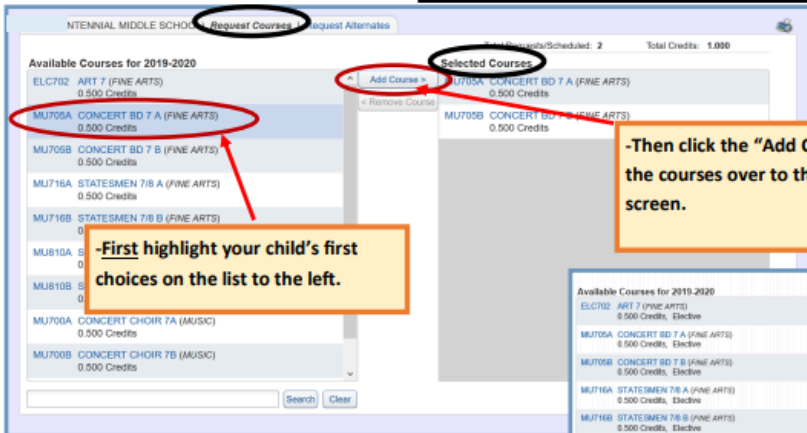 NTENNIAL MIDDLE SCHOO Request Courses Request Alternates
Total Requests/Scheduled: 2 Total Credits: 1.000
Available Courses for 2019-2020
ELC702 ART 7 (FINE ARTS)
0.500 Credits
MU705A CONCERT BD 7 A (FINE ARTS)
0.500 Credits
MU705B CONCERT BD 7 B (FINE ARTS)
0.500 Credits
MU716A STATESMEN 7/8 A (FINE ARTS)
0.500 Credits
MU716B STATESMEN 7/8 B (FINE ARTS)
0
MU810A S
0
MU810B S
0
MU700A CONCERT CHOIR 7A (MUSIC)
0.500 Credits
MU700B CONCERT CHOIR 7B (MUSIC)
0.500 Credits
Search Clear
Add Course >
< Remove Course
Selected Courses
MU705A CONCERT BD 7 A (FINE ARTS)
0.500 Credits
MU705B CONCERT BD 7 B (FINE ARTS)
0.500 Credits
-First highlight your child's first
choices on the list to the left.
-Then click the "Add C
the courses over to th
screen.
Available Courses for 2019-2020
ELC702 ART 7 (FINE ARTS)
0.500 Credits, Elective
MU705A CONCERT BD 7 A (FINE ARTS)
0.500 Credits, Elective
MU705B CONCERT BD 7 B (FINE ARTS)
0.500 Credits, Elective
MU716A STATESMEN 7/8 A (FINE ARTS)
0.500 Credits, Elective
MU716B STATESMEN 7/8 B (FINE ARTS)
0.500 Credits, Elective